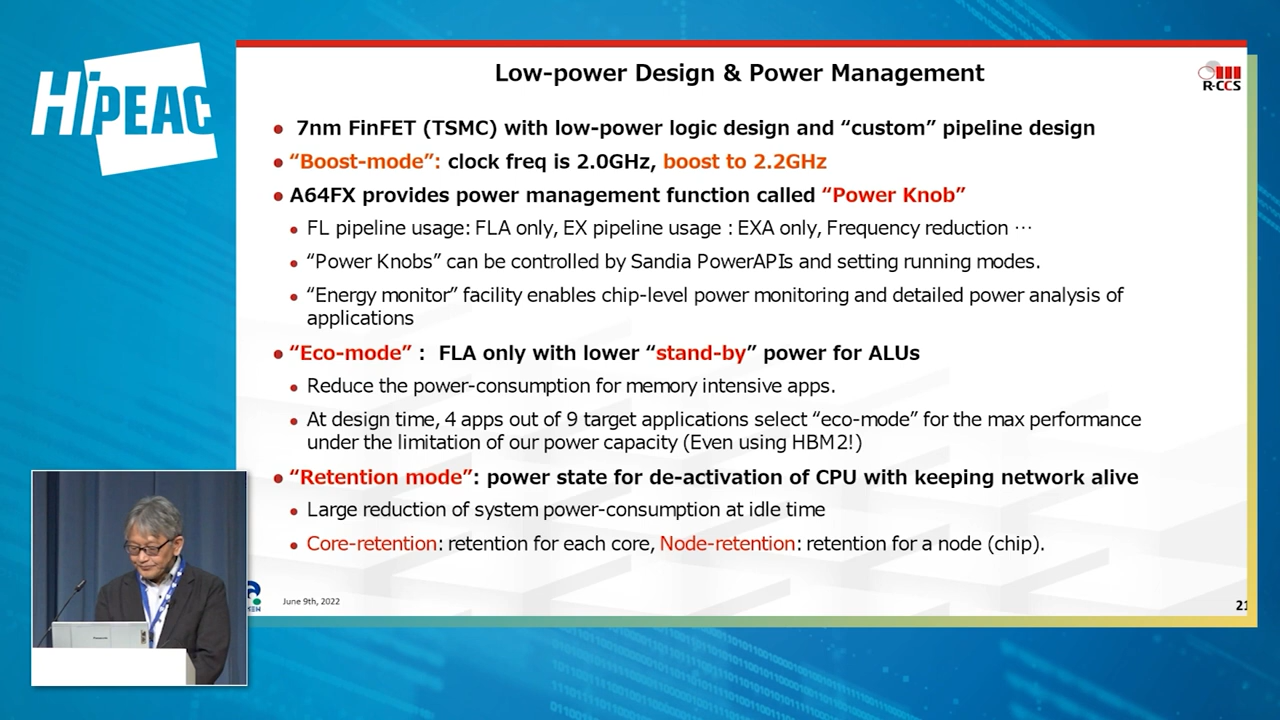 HiPEAC
Low-power Design & Power Management
R-CCS
• 7nm FinFET (TSMC) with low-power logic design and “custom” pipeline design
• “Boost-mode”: clock freq is 2.0GHz, boost to 2.2GHz
• A64FX provides power management function called “Power Knob”
• FL pipeline usage: FLA only, EX pipeline usage : EXA only, Frequency reduction ⋯
• “Power Knobs” can be controlled by Sandia PowerAPIs and setting running modes.
• “Energy monitor” facility enables chip-level power monitoring and detailed power analysis of
applications
• “Eco-mode” : FLA only with lower “stand-by” power for ALUs
• Reduce the power-consumption for memory intensive apps.
• At design time, 4 apps out of 9 target applications select “eco-mode” for the max performance
under the limitation of our power capacity (Even using HBM2!)
• “Retention mode”: power state for de-activation of CPU with keeping network alive
• Large reduction of system power-consumption at idle time
• Core-retention: retention for each core, Node-retention: retention for a node (chip).
June 9th, 2022
21